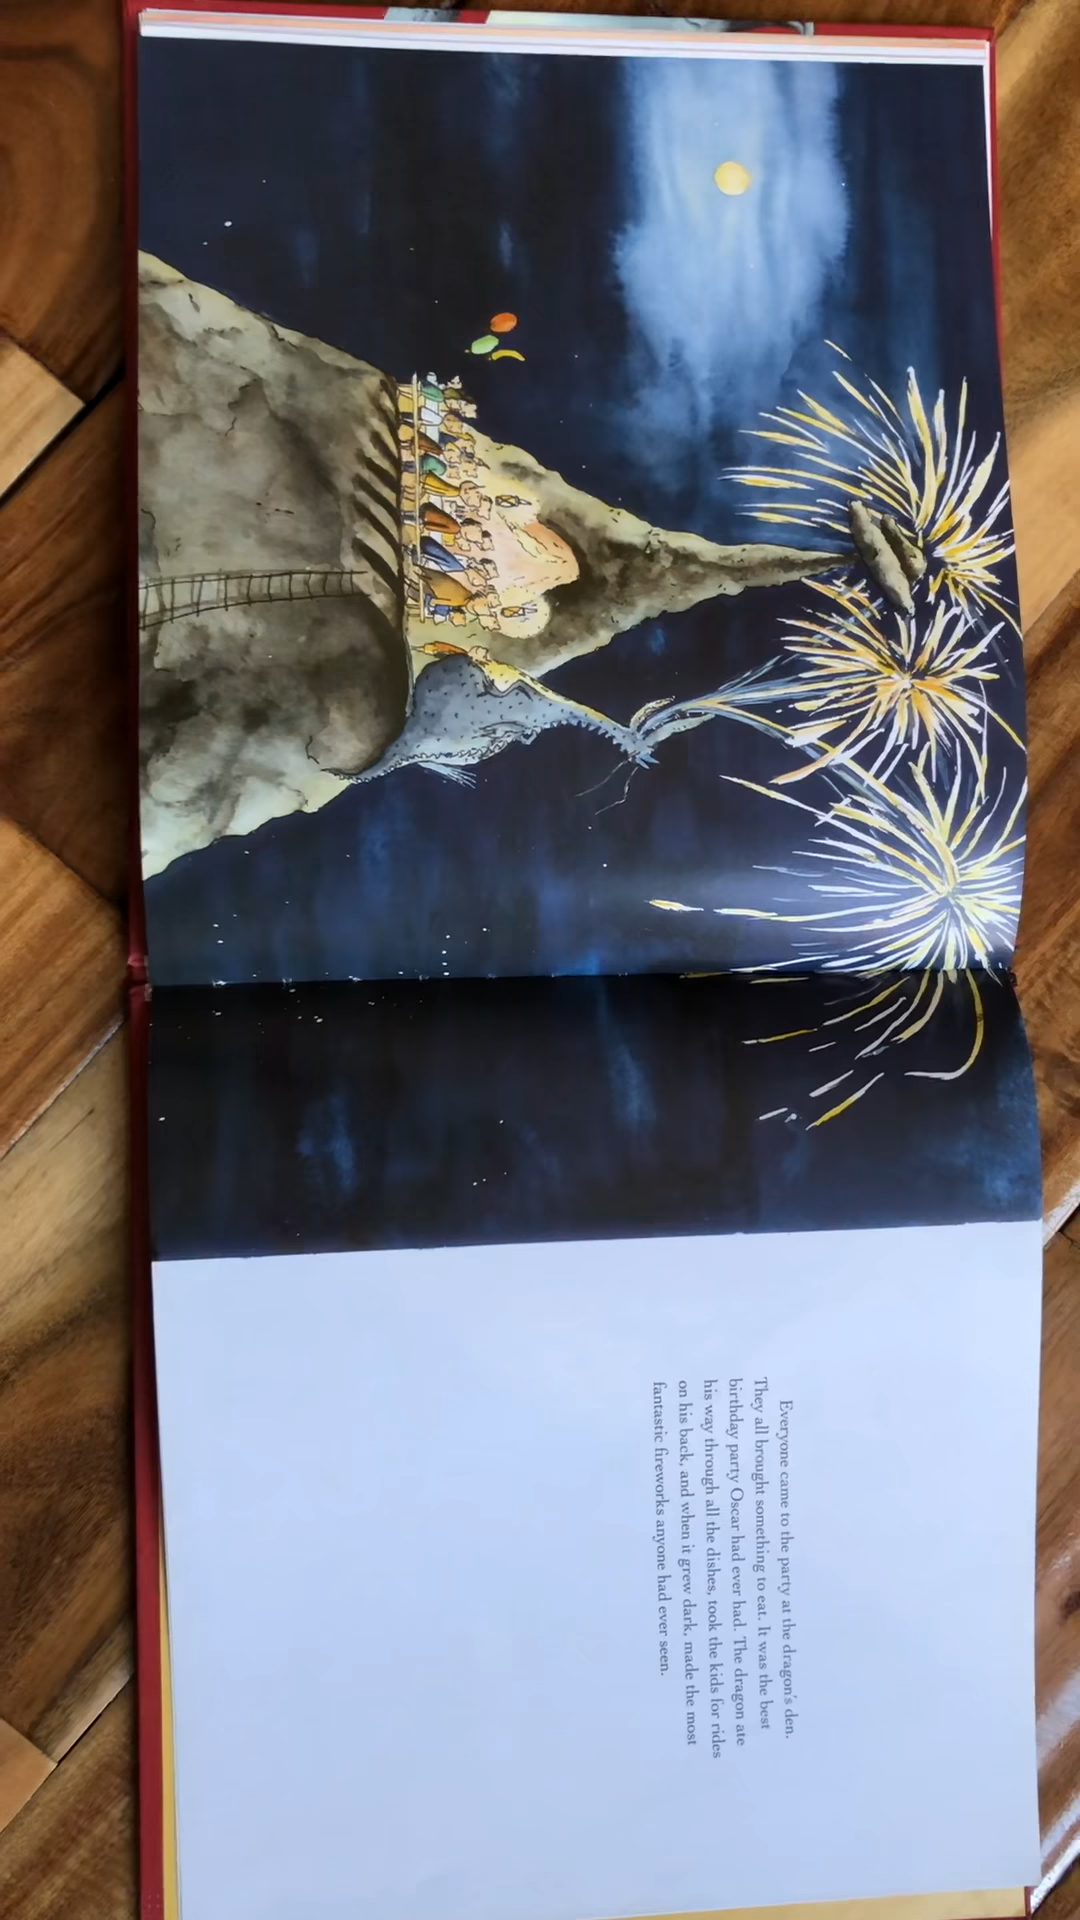 Everyone came to the party at the dragon's den.
They all brought something to eat. It was the best
birthday party Oscar had ever had. The dragon ate
his way through all the dishes, took the kids for rides
on his back, and when it grew dark, made the most
fantastic fireworks anyone had ever seen.